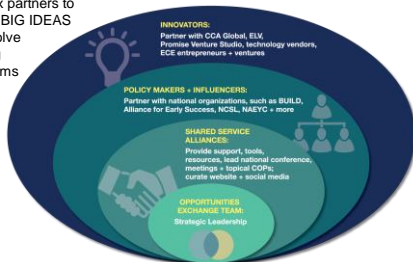 x partners to
BIG IDEAS
olve
ms
INNOVATORS:
Partner with CCA Global, ELV,
Promise Venture Studio, technology vendors,
ECE entrepreneurs + ventures
POLICY MAKERS + INFLUENCERS:
Partner with national organizations, such as BUILD,
Alliance for Early Success, NCSL, NAEYC + more
SHARED SERVICE
ALLIANCES:
Provide support, tools,
resources, lead national conference,
meetings + topical COPs;
curate website + social media
OPPORTUNITIES
EXCHANGE TEAM:
Strategic Leadership